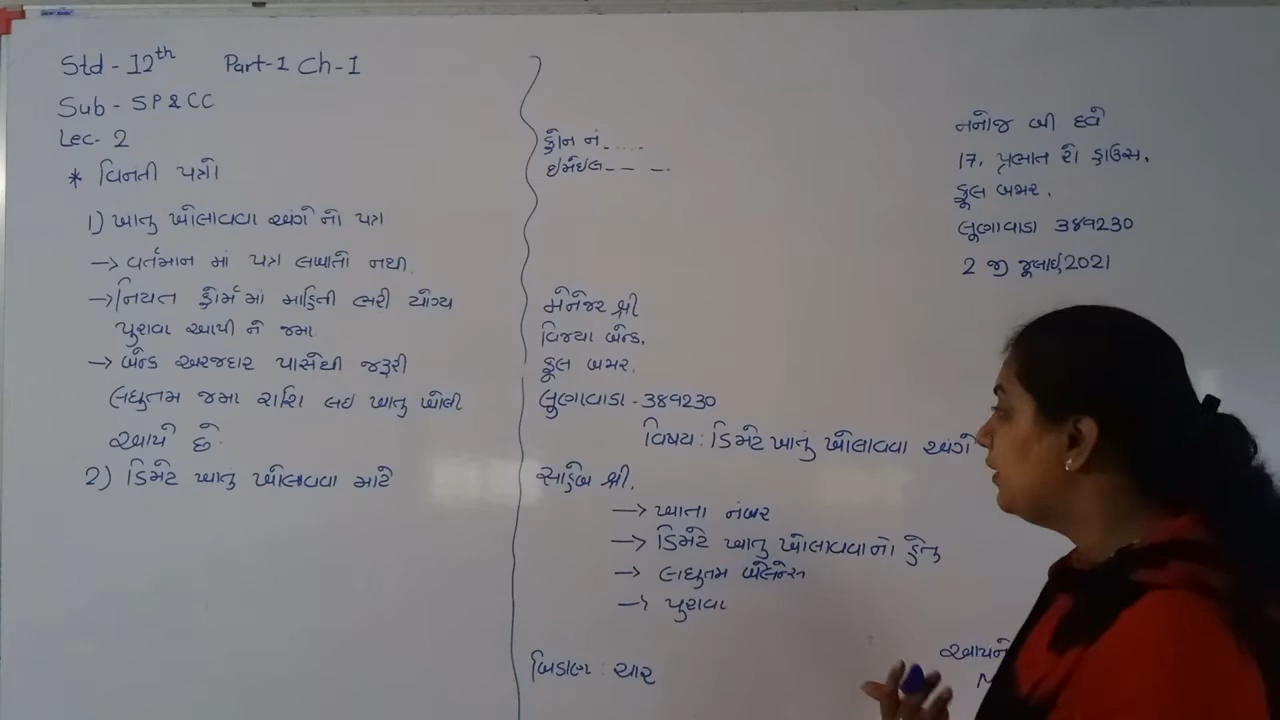 Std - 12th Part-1 Ch-1
Sub - SP & CC
Lec. 2
* વિનતી પત્રો
1) ખાતુ ખોલાવવા અંગે નો પત્ર
→ વર્તમાન માં પત્ર લખાતો નથી.
→ નિયત ફોર્મ માં માહિતી ભરી યોગ્ય
પુરાવા આપી ને જમા
→ બેન્ક અરજદાર પાસેથી જરૂરી
લઘુતમ જમા રાશિ લઇ ખાતુ ખોલી
આપે છે.
2) ડિમેટ ખાતું ખોલાવવા માટે
ફોન નં......
ઇમેઇલ-- --.
મનોજ બી દવે
17, પ્રભાત રો હાઉસ,
ફૂલ બજાર.
લૂણાવાડા 389230
2 જી જૂલાઇ 2021
મેનેજર શ્રી
વિજયા બેન્ક,
ફૂલ બજાર,
લૂણાવાડા - 389230
વિષય : ડિમેટ ખાતું ખોલાવવા અંગે
સાહેબ શ્રી,
→ ખાતા નંબર
→ ડિમેટ ખાતુ ખોલાવવાનો હેતુ
→ લઘુતમ બેલેન્સ
→ પુરાવા
બિડાણ : ચાર